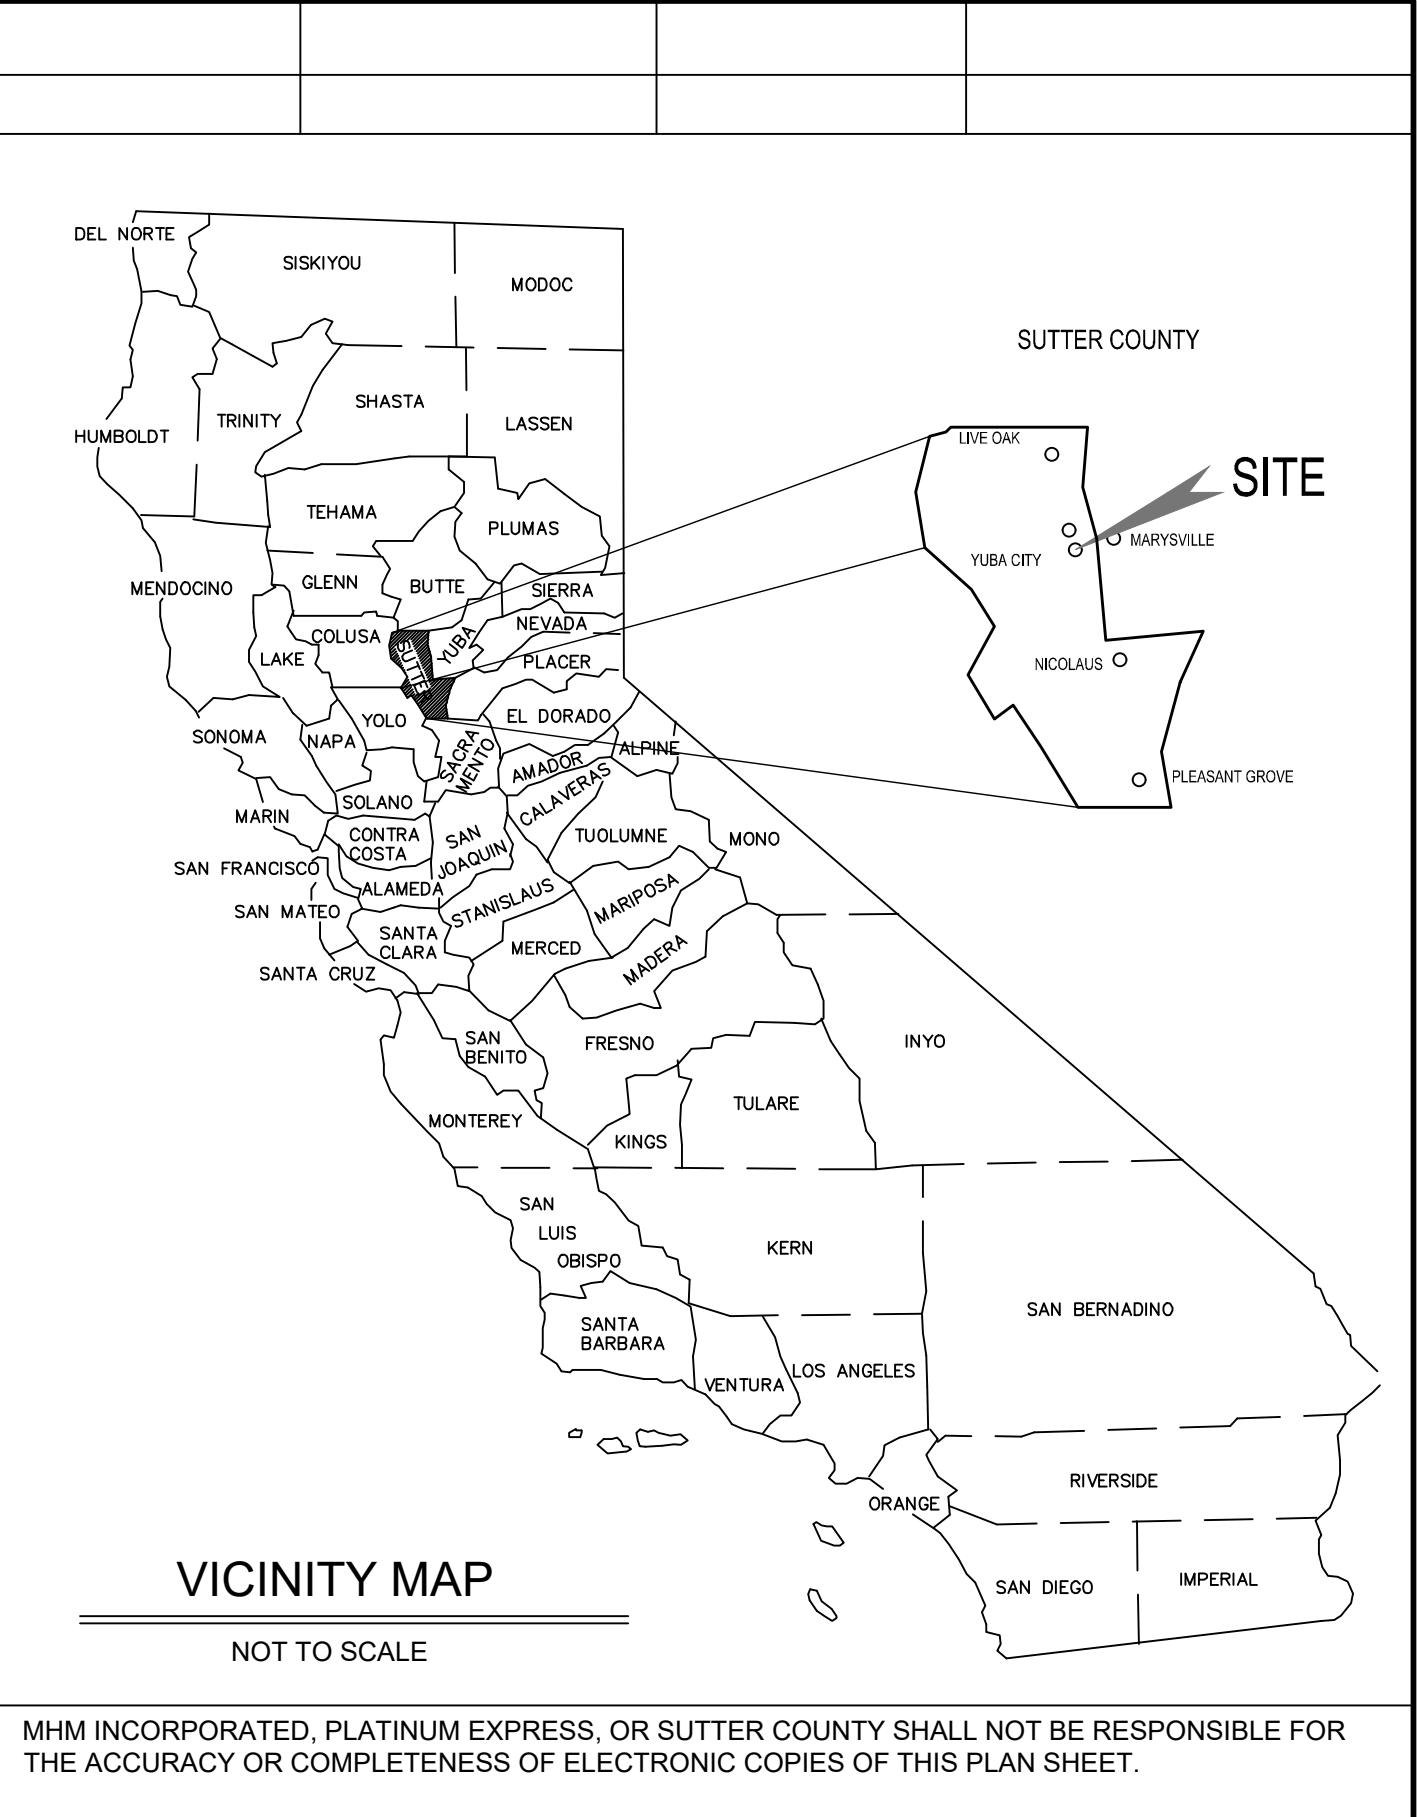 DEL NORTE
SISKIYOU
MODOC
SUTTER COUNTY
SHASTA
TRINITY
LASSEN
HUMBOLDT
LIVE OAK
SITE
TEHAMA
PLUMAS
MARYSVILLE
YUBA CITY
GLENN
BUTTE
MENDOCINO
SIERRA
NEVADA
COLUSA
YUBA
SUTTER
LAKE
PLACER
NICOLAUS
EL DORADO
YOLO
SONOMA
NAPA
SACRA
MENTO
ALPINE
AMADOR
PLEASANT GROVE
CALAVERAS
SOLANO
MARIN
CONTRA
COSTA
SAN
JOAQUIN
TUOLUMNE
MONO
SAN FRANCISCO
ALAMEDA
STANISLAUS
MARIPOSA
SAN MATEO
SANTA
CLARA
MERCED
MADERA
SANTA CRUZ
SAN
BENITO
FRESNO
INYO
TULARE
MONTEREY
KINGS
SAN
LUIS
OBISPO
KERN
SAN BERNADINO
SANTA
BARBARA
VENTURA
LOS ANGELES
RIVERSIDE
ORANGE
SAN DIEGO
IMPERIAL
VICINITY MAP
NOT TO SCALE
MHM INCORPORATED, PLATINUM EXPRESS, OR SUTTER COUNTY SHALL NOT BE RESPONSIBLE FOR
THE ACCURACY OR COMPLETENESS OF ELECTRONIC COPIES OF THIS PLAN SHEET.